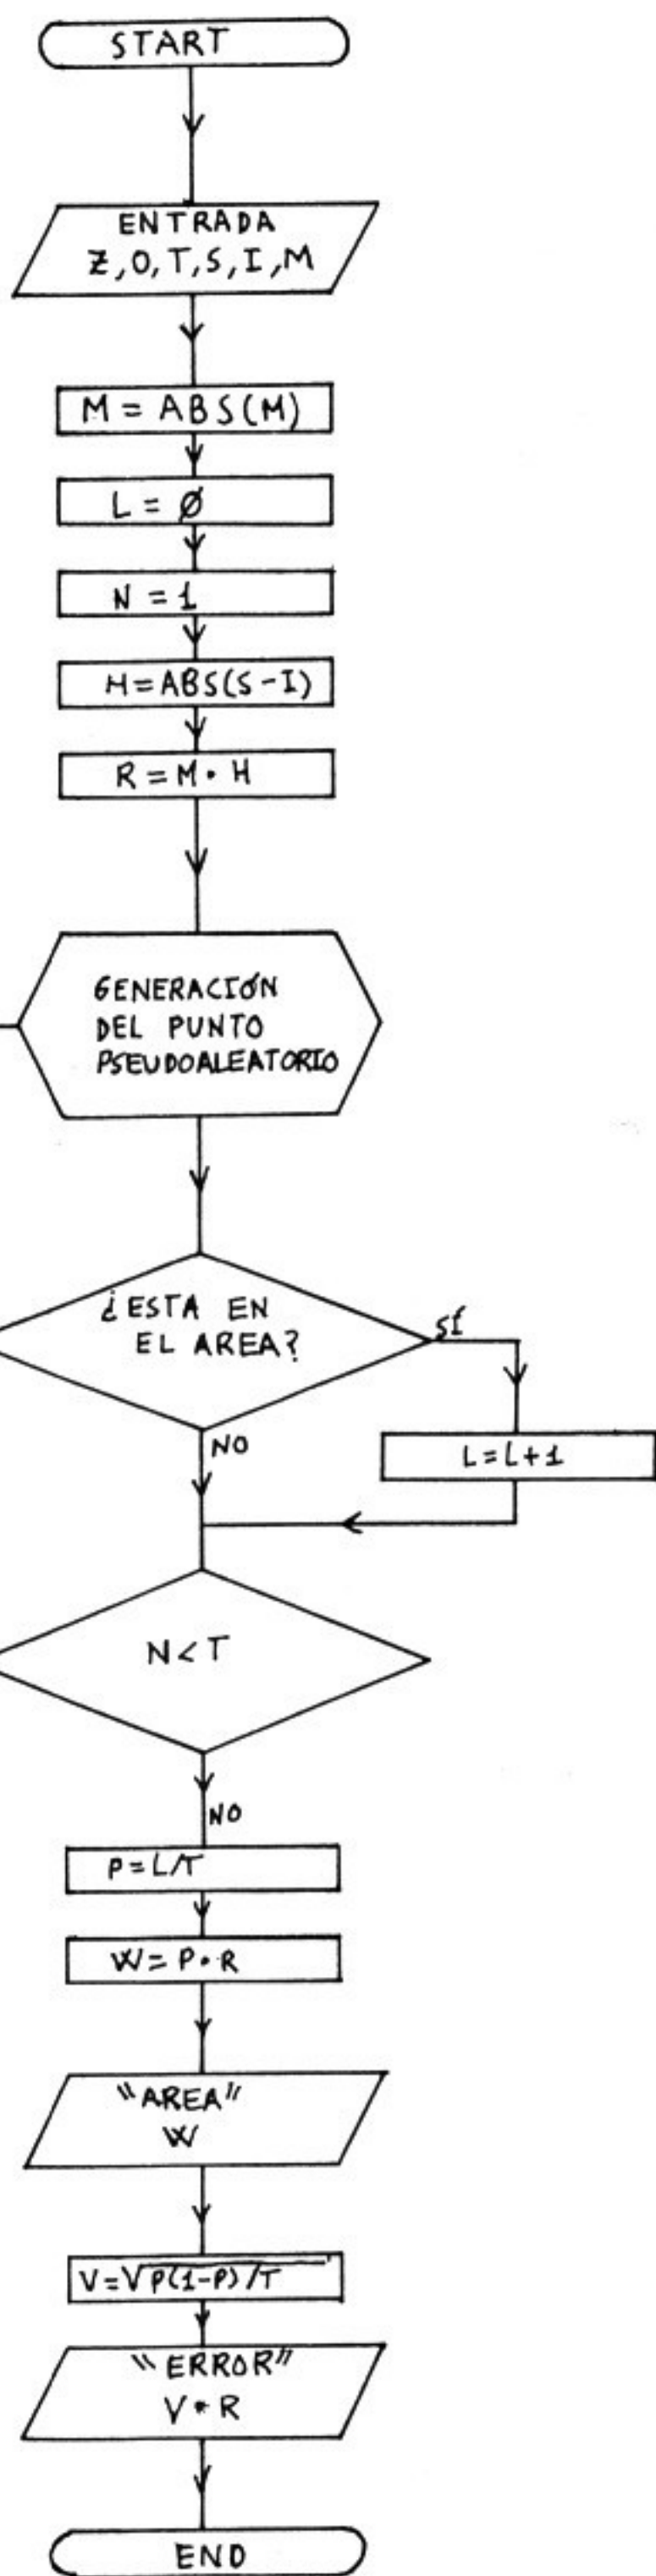 START
ENTRADA
Z,O,T,S,I,M
M = ABS(M)
L = Ø
N = 1
H=ABS(S-I)
R = M · H
GENERACIÓN
DEL PUNTO
PSEUDOALEATORIO
¿ESTA EN
EL AREA?
SÍ
NO
L=L+1
N<T
NO
P=L/T
W=P·R
"AREA"
W
V=√P(1-P)/T
"ERROR"
V·R
END